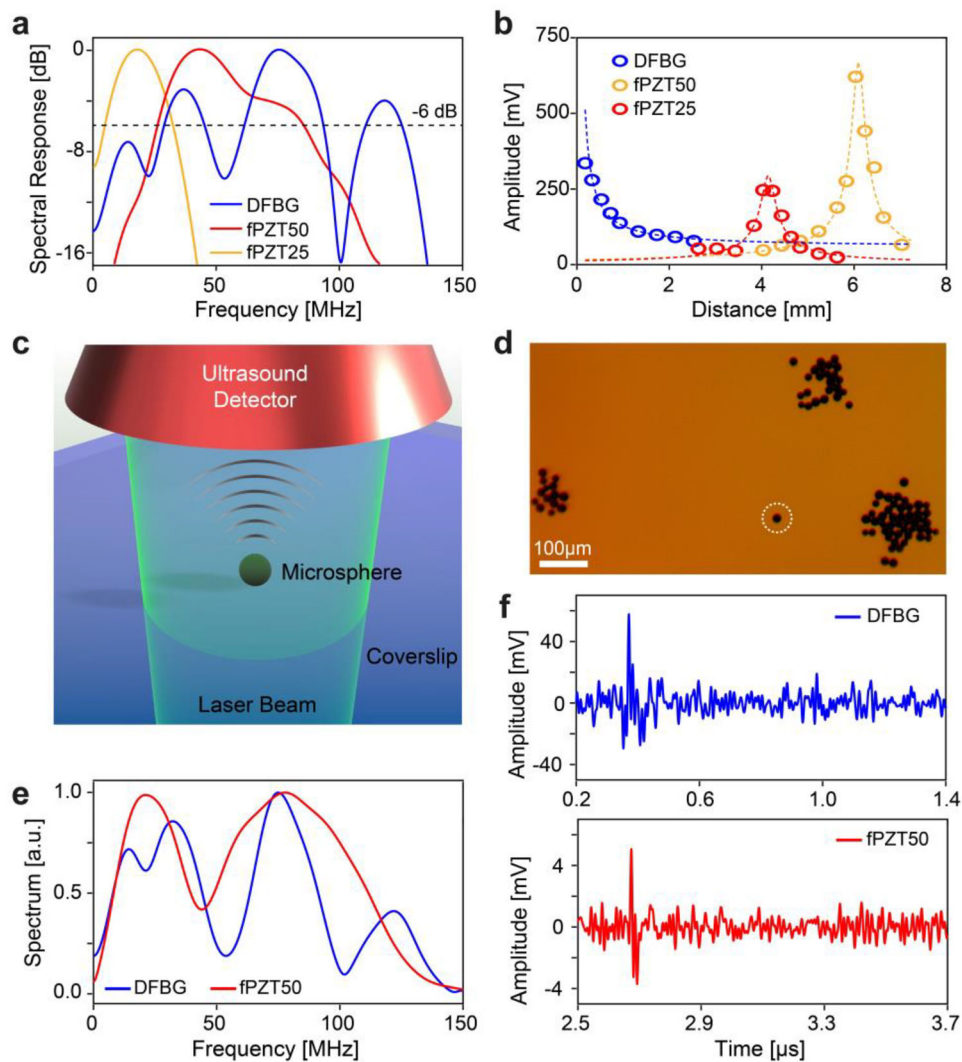 a
Spectral Response [dB]
0
-8
-16
-6 dB
DFBG
fPZT50
fPZT25
0
50
100
150
Frequency [MHz]
b
Amplitude [mV]
750
500
250
0
DFBG
fPZT50
fPZT25
0
2
4
6
8
Distance [mm]
c
Ultrasound
Detector
Microsphere
Coverslip
Laser Beam
d
100µm
e
Spectrum [a.u.]
1.0
0.5
0.0
DFBG
fPZT50
0
50
100
150
Frequency [MHz]
f
Amplitude [mV]
40
0
-40
DFBG
0.2
0.6
1.0
1.4
Amplitude [mV]
4
0
-4
fPZT50
2.5
2.9
3.3
3.7
Time [µs]